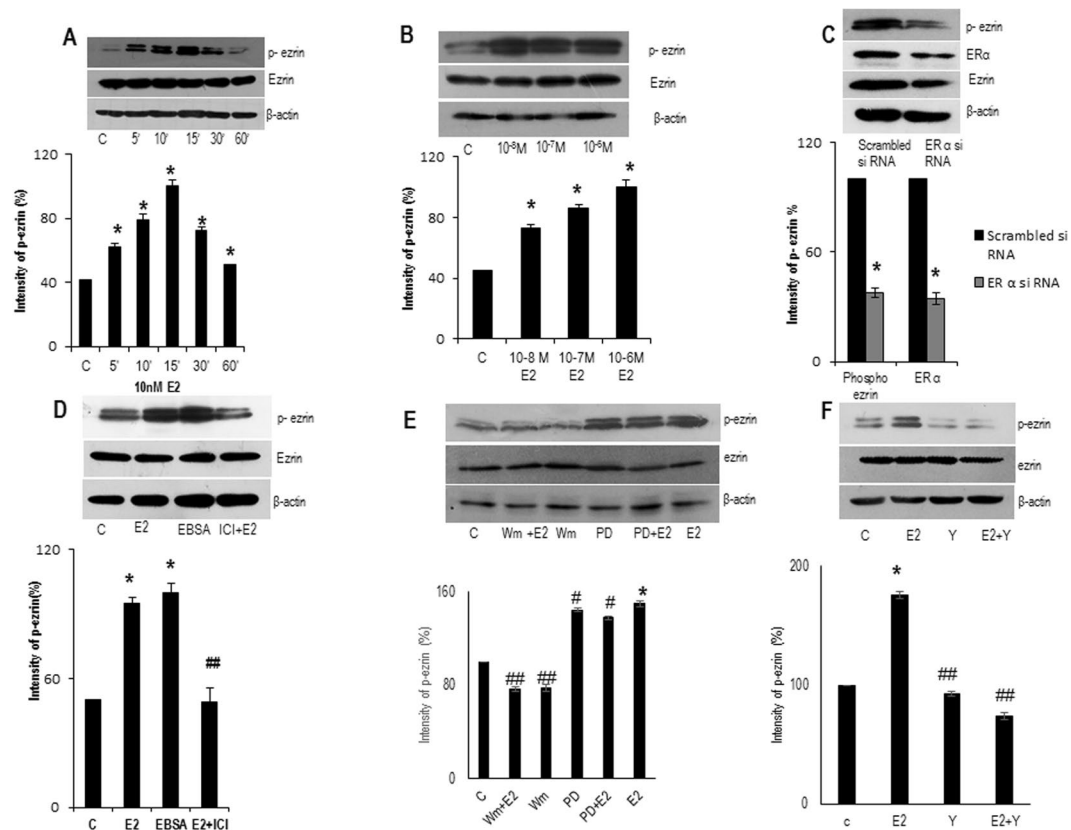 A
p- ezrin
Ezrin
β-actin
C 5' 10' 15' 30' 60'
Intensity of p-ezrin (%)
120
80
40
0
C 5' 10' 15' 30' 60'
10nM E2
* * * * *
B
p- ezrin
Ezrin
β-actin
C 10-8M 10-7M 10-6M
Intensity of p-ezrin (%)
120
80
40
0
* * *
C 10-8 M 10-7M 10-6M
E2 E2 E2
C
p- ezrin
ERα
Ezrin
β-actin
Scrambled ER α si
si RNA RNA
Intensity of p- ezrin %
120
60
0
* *
Phospho ERα
ezrin
Scrambled si
RNA
ER α si RNA
D
p- ezrin
Ezrin
β-actin
C E2 EBSA ICI+E2
Intensity of p-ezrin(%)
120
60
0
* * ##
C E2 EBSA E2+ICI
E
p-ezrin
ezrin
β-actin
C Wm +E2 Wm PD PD+E2 E2
Intensity of p-ezrin (%)
160
80
0
## ## # # *
C Wm+E2 Wm PD PD+E2 E2
F
p-ezrin
ezrin
β-actin
C E2 Y E2+Y
Intensity of p-ezrin (%)
200
100
0
* ## ##
c E2 Y E2+Y